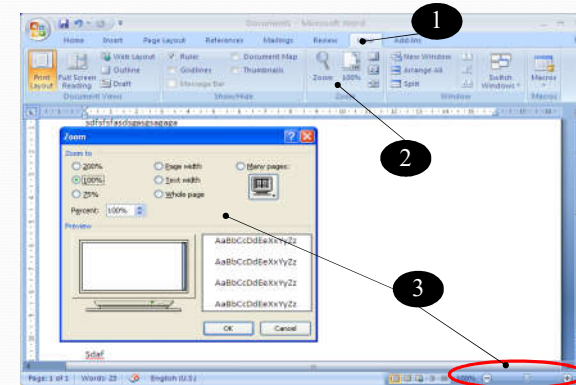 Document1 - Microsoft Word
1
Home Insert Page Layout References Mailings Review Add-Ins
Print Layout
Full Screen Reading
Web Layout
Outline
Draft
Document Views
Ruler
Gridlines
Message Bar
Document Map
Thumbnails
Show/Hide
Zoom 100%
Zoom
2
New Window
Arrange All
Split
Switch Windows
Window
Macros
Macros
Zoom
Zoom to
200% Page width Many pages:
100% Text width
75% Whole page
Percent: 100%
Preview
AaBbCcDdEeXxYyZz
AaBbCcDdEeXxYyZz
AaBbCcDdEeXxYyZz
AaBbCcDdEeXxYyZz
OK Cancel
3
Sdaf
Page: 1 of 1 Words: 23 English (U.S.) 100%